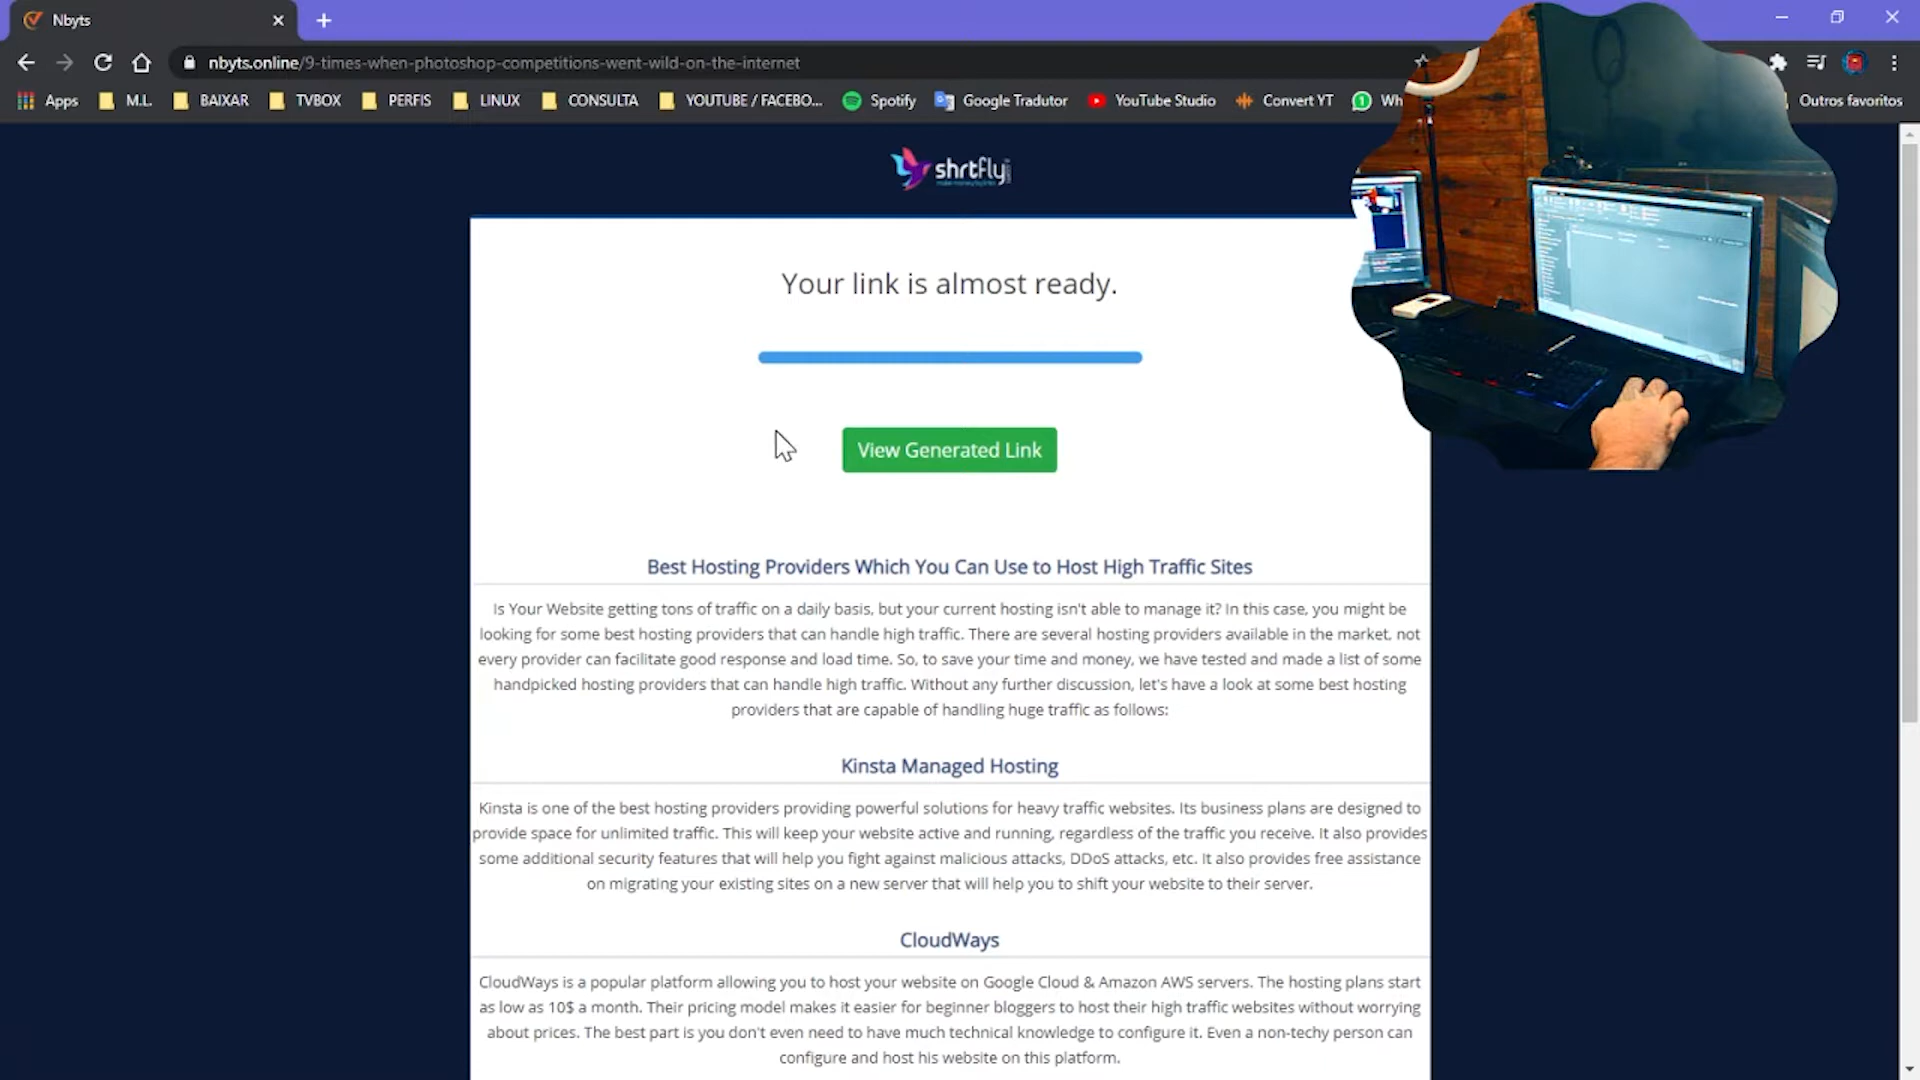 Nbyts
nbyts.online/9-times-when-photoshop-competitions-went-wild-on-the-internet
Apps M.L. BAIXAR TVBOX PERFIS LINUX CONSULTA YOUTUBE / FACEBO... Spotify Google Tradutor YouTube Studio Convert YT Wh Outros favoritos
shrtfly
Your link is almost ready.
View Generated Link
Best Hosting Providers Which You Can Use to Host High Traffic Sites
Is Your Website getting tons of traffic on a daily basis, but your current hosting isn't able to manage it? In this case, you might be
looking for some best hosting providers that can handle high traffic. There are several hosting providers available in the market, not
every provider can facilitate good response and load time. So, to save your time and money, we have tested and made a list of some
handpicked hosting providers that can handle high traffic. Without any further discussion, let's have a look at some best hosting
providers that are capable of handling huge traffic as follows:
Kinsta Managed Hosting
Kinsta is one of the best hosting providers providing powerful solutions for heavy traffic websites. Its business plans are designed to
provide space for unlimited traffic. This will keep your website active and running, regardless of the traffic you receive. It also provides
some additional security features that will help you fight against malicious attacks, DDoS attacks, etc. It also provides free assistance
on migrating your existing sites on a new server that will help you to shift your website to their server.
CloudWays
CloudWays is a popular platform allowing you to host your website on Google Cloud & Amazon AWS servers. The hosting plans start
as low as 10$ a month. Their pricing model makes it easier for beginner bloggers to host their high traffic websites without worrying
about prices. The best part is you don't even need to have much technical knowledge to configure it. Even a non-techy person can
configure and host his website on this platform.